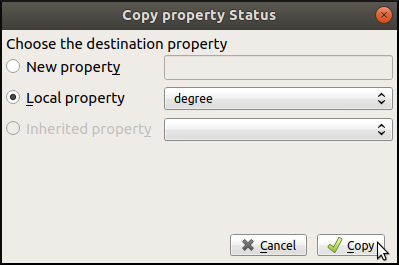 Copy property Status
Choose the destination property
New property
Local property degree
Inherited property
Cancel Copy